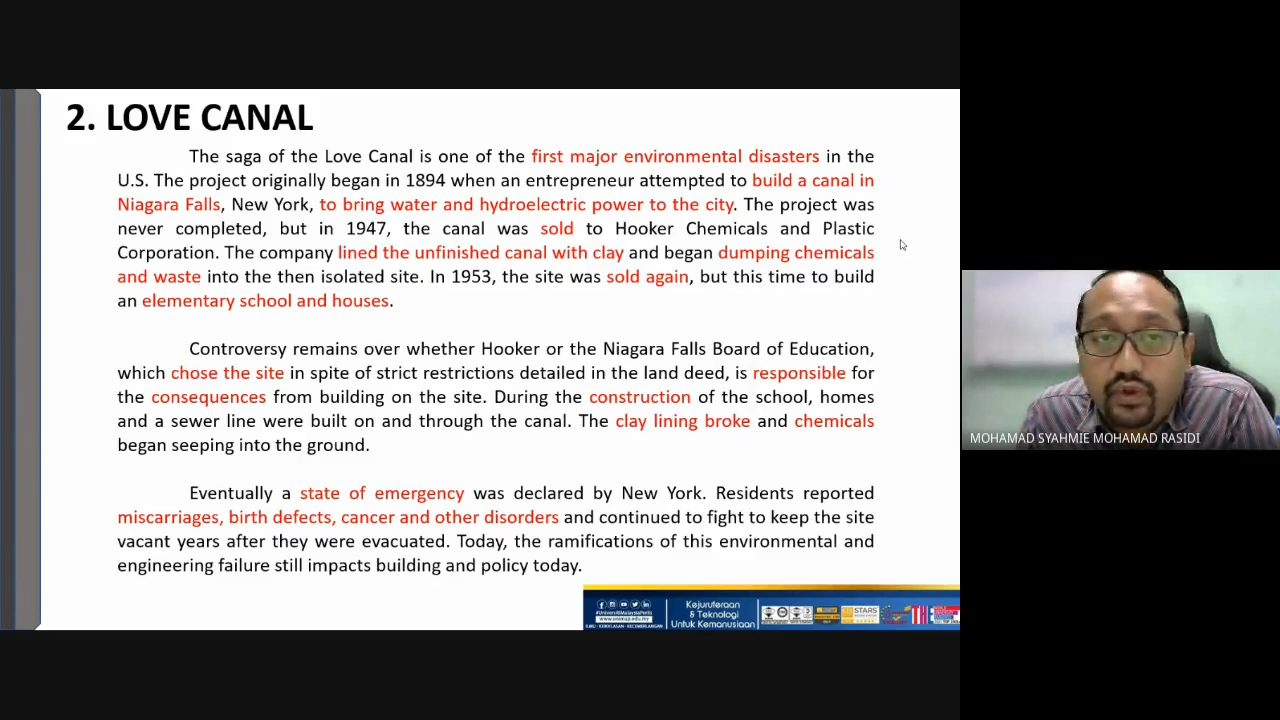 2. LOVE CANAL
The saga of the Love Canal is one of the first major environmental disasters in the
U.S. The project originally began in 1894 when an entrepreneur attempted to build a canal in
Niagara Falls, New York, to bring water and hydroelectric power to the city. The project was
never completed, but in 1947, the canal was sold to Hooker Chemicals and Plastic
Corporation. The company lined the unfinished canal with clay and began dumping chemicals
and waste into the then isolated site. In 1953, the site was sold again, but this time to build
an elementary school and houses.
Controversy remains over whether Hooker or the Niagara Falls Board of Education,
which chose the site in spite of strict restrictions detailed in the land deed, is responsible for
the consequences from building on the site. During the construction of the school, homes
and a sewer line were built on and through the canal. The clay lining broke and chemicals
began seeping into the ground.
Eventually a state of emergency was declared by New York. Residents reported
miscarriages, birth defects, cancer and other disorders and continued to fight to keep the site
vacant years after they were evacuated. Today, the ramifications of this environmental and
engineering failure still impacts building and policy today.
#UniversitiMalaysiaPerlis
www.unimap.edu.my
Kejuruteraan
& Teknologi
Untuk Kemanusiaan
STARS
MOHAMAD SYAHMIE MOHAMAD RASIDI